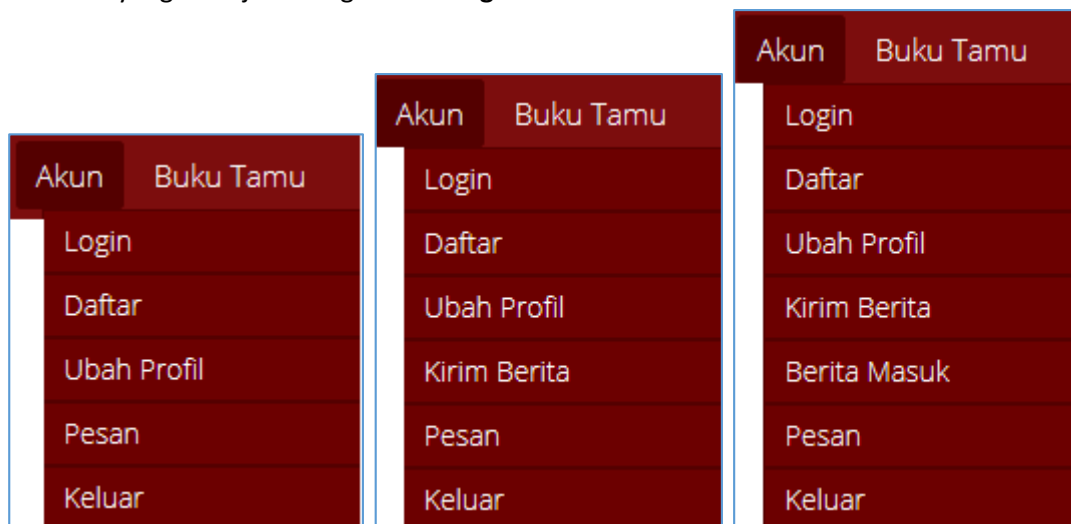 Akun Buku Tamu
Login
Daftar
Ubah Profil
Pesan
Keluar
Akun Buku Tamu
Login
Daftar
Ubah Profil
Kirim Berita
Pesan
Keluar
Akun Buku Tamu
Login
Daftar
Ubah Profil
Kirim Berita
Berita Masuk
Pesan
Keluar